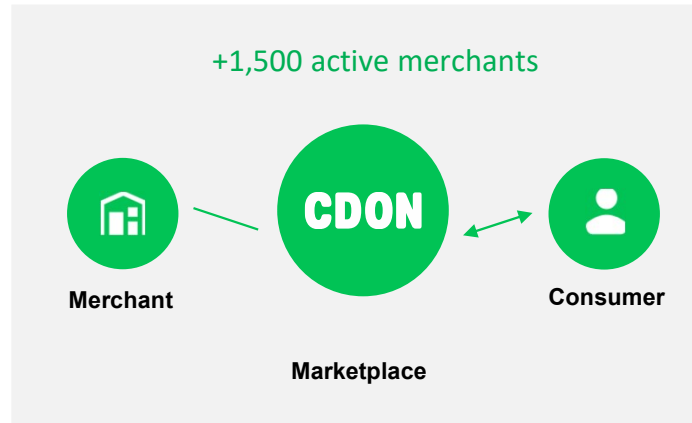 +1,500 active merchants
CDON
Merchant
Consumer
Marketplace